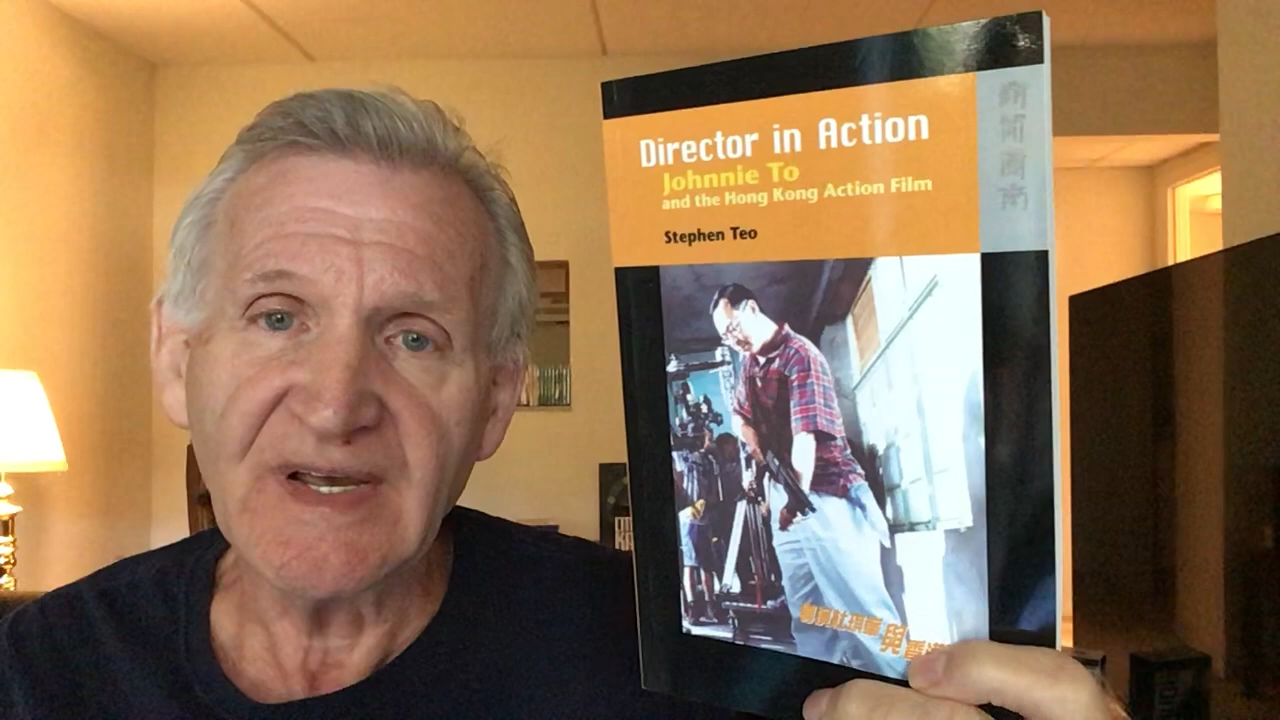 Director in Action
Johnnie To
and the Hong Kong Action Film
Stephen Teo